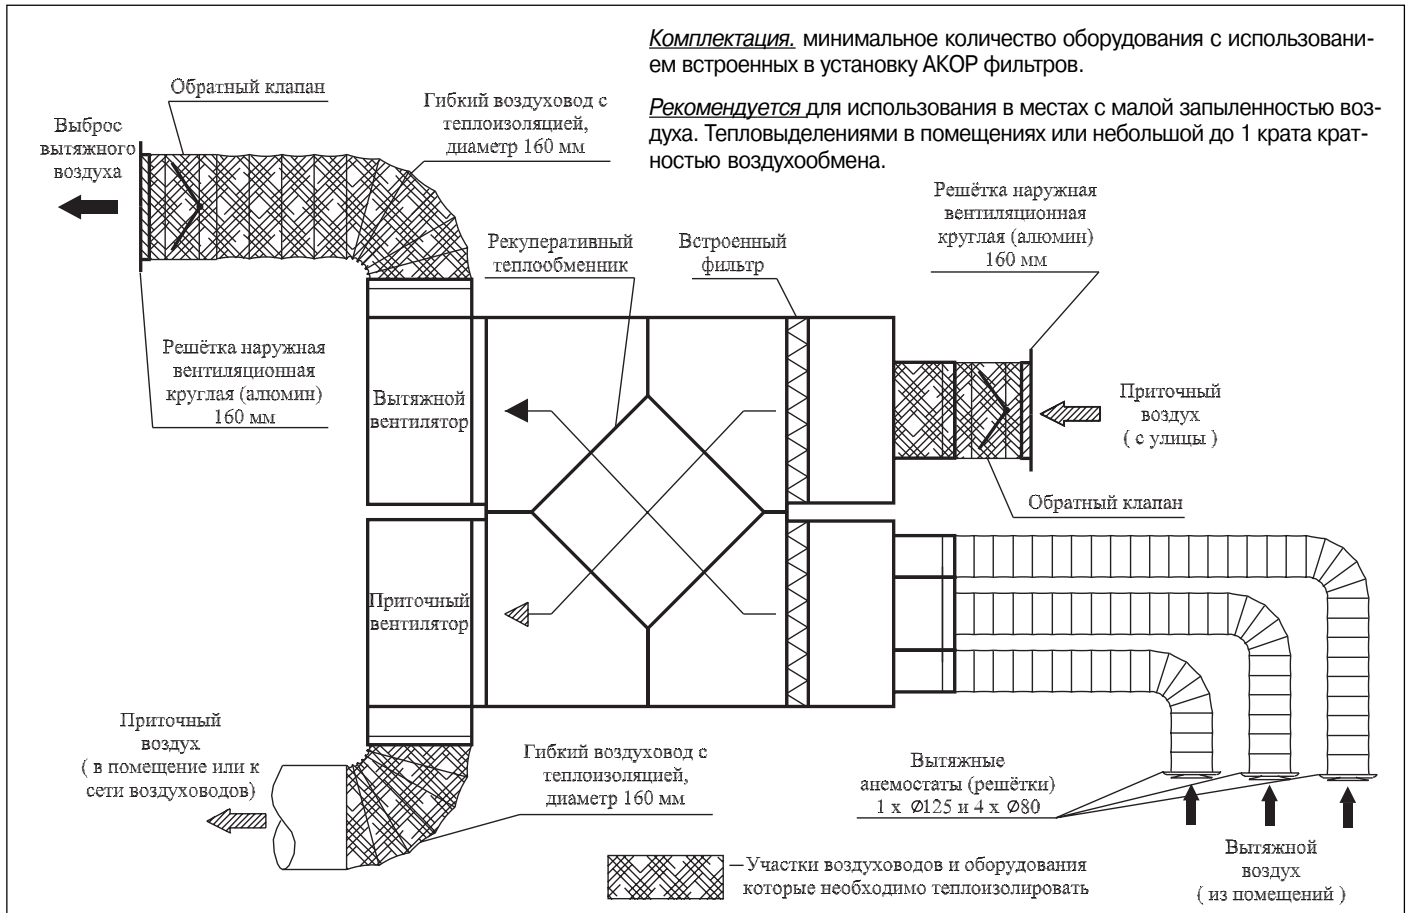 Комплектация. минимальное количество оборудования с использовани-
ем встроенных в установку АКОР фильтров.
Рекомендуется для использования в местах с малой запыленностью воз-
духа. Тепловыделениями в помещениях или небольшой до 1 крата крат-
ностью воздухообмена.
Обратный клапан
Гибкий воздуховод с
теплоизоляцией,
диаметр 160 мм
Выброс
вытяжного
воздуха
Решётка наружная
вентиляционная
круглая (алюмин)
160 мм
Рекуперативный
теплообменник
Встроенный
фильтр
Решётка наружная
вентиляционная
круглая (алюмин)
160 мм
Вытяжной
вентилятор
Приточный
воздух
( с улицы )
Обратный клапан
Приточный
вентилятор
Приточный
воздух
( в помещение или к
сети воздуховодов)
Гибкий воздуховод с
теплоизоляцией,
диаметр 160 мм
Вытяжные
анемостаты (решётки)
1 х Ø125 и 4 х Ø80
Вытяжной
воздух
( из помещений )
—Участки воздуховодов и оборудования
которые необходимо теплоизолировать